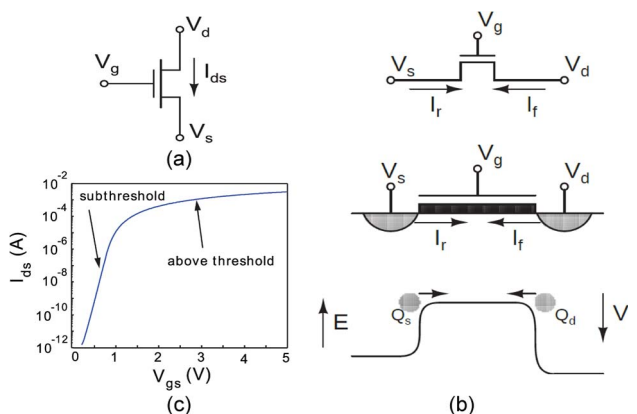 V_d
V_g
I_ds
V_s
(a)
V_g
V_s
V_d
I_r
I_f
V_s
V_g
V_d
I_r
I_f
E
Q_s
Q_d
V
(b)
10^-2
10^-4
10^-6
10^-8
10^-10
10^-12
I_ds (A)
subthreshold
above threshold
0 1 2 3 4 5
V_gs (V)
(c)